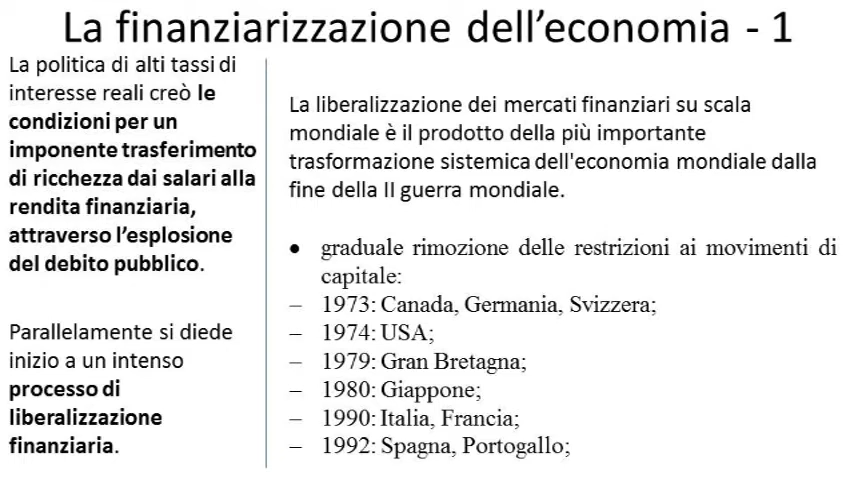 La finanziarizzazione dell’economia - 1
La politica di alti tassi di
interesse reali creò le
condizioni per un
imponente trasferimento
di ricchezza dai salari alla
rendita finanziaria,
attraverso l’esplosione
del debito pubblico.
Parallelamente si diede
inizio a un intenso
processo di
liberalizzazione
finanziaria.
La liberalizzazione dei mercati finanziari su scala
mondiale è il prodotto della più importante
trasformazione sistemica dell'economia mondiale dalla
fine della II guerra mondiale.
• graduale rimozione delle restrizioni ai movimenti di
capitale:
– 1973: Canada, Germania, Svizzera;
– 1974: USA;
– 1979: Gran Bretagna;
– 1980: Giappone;
– 1990: Italia, Francia;
– 1992: Spagna, Portogallo;